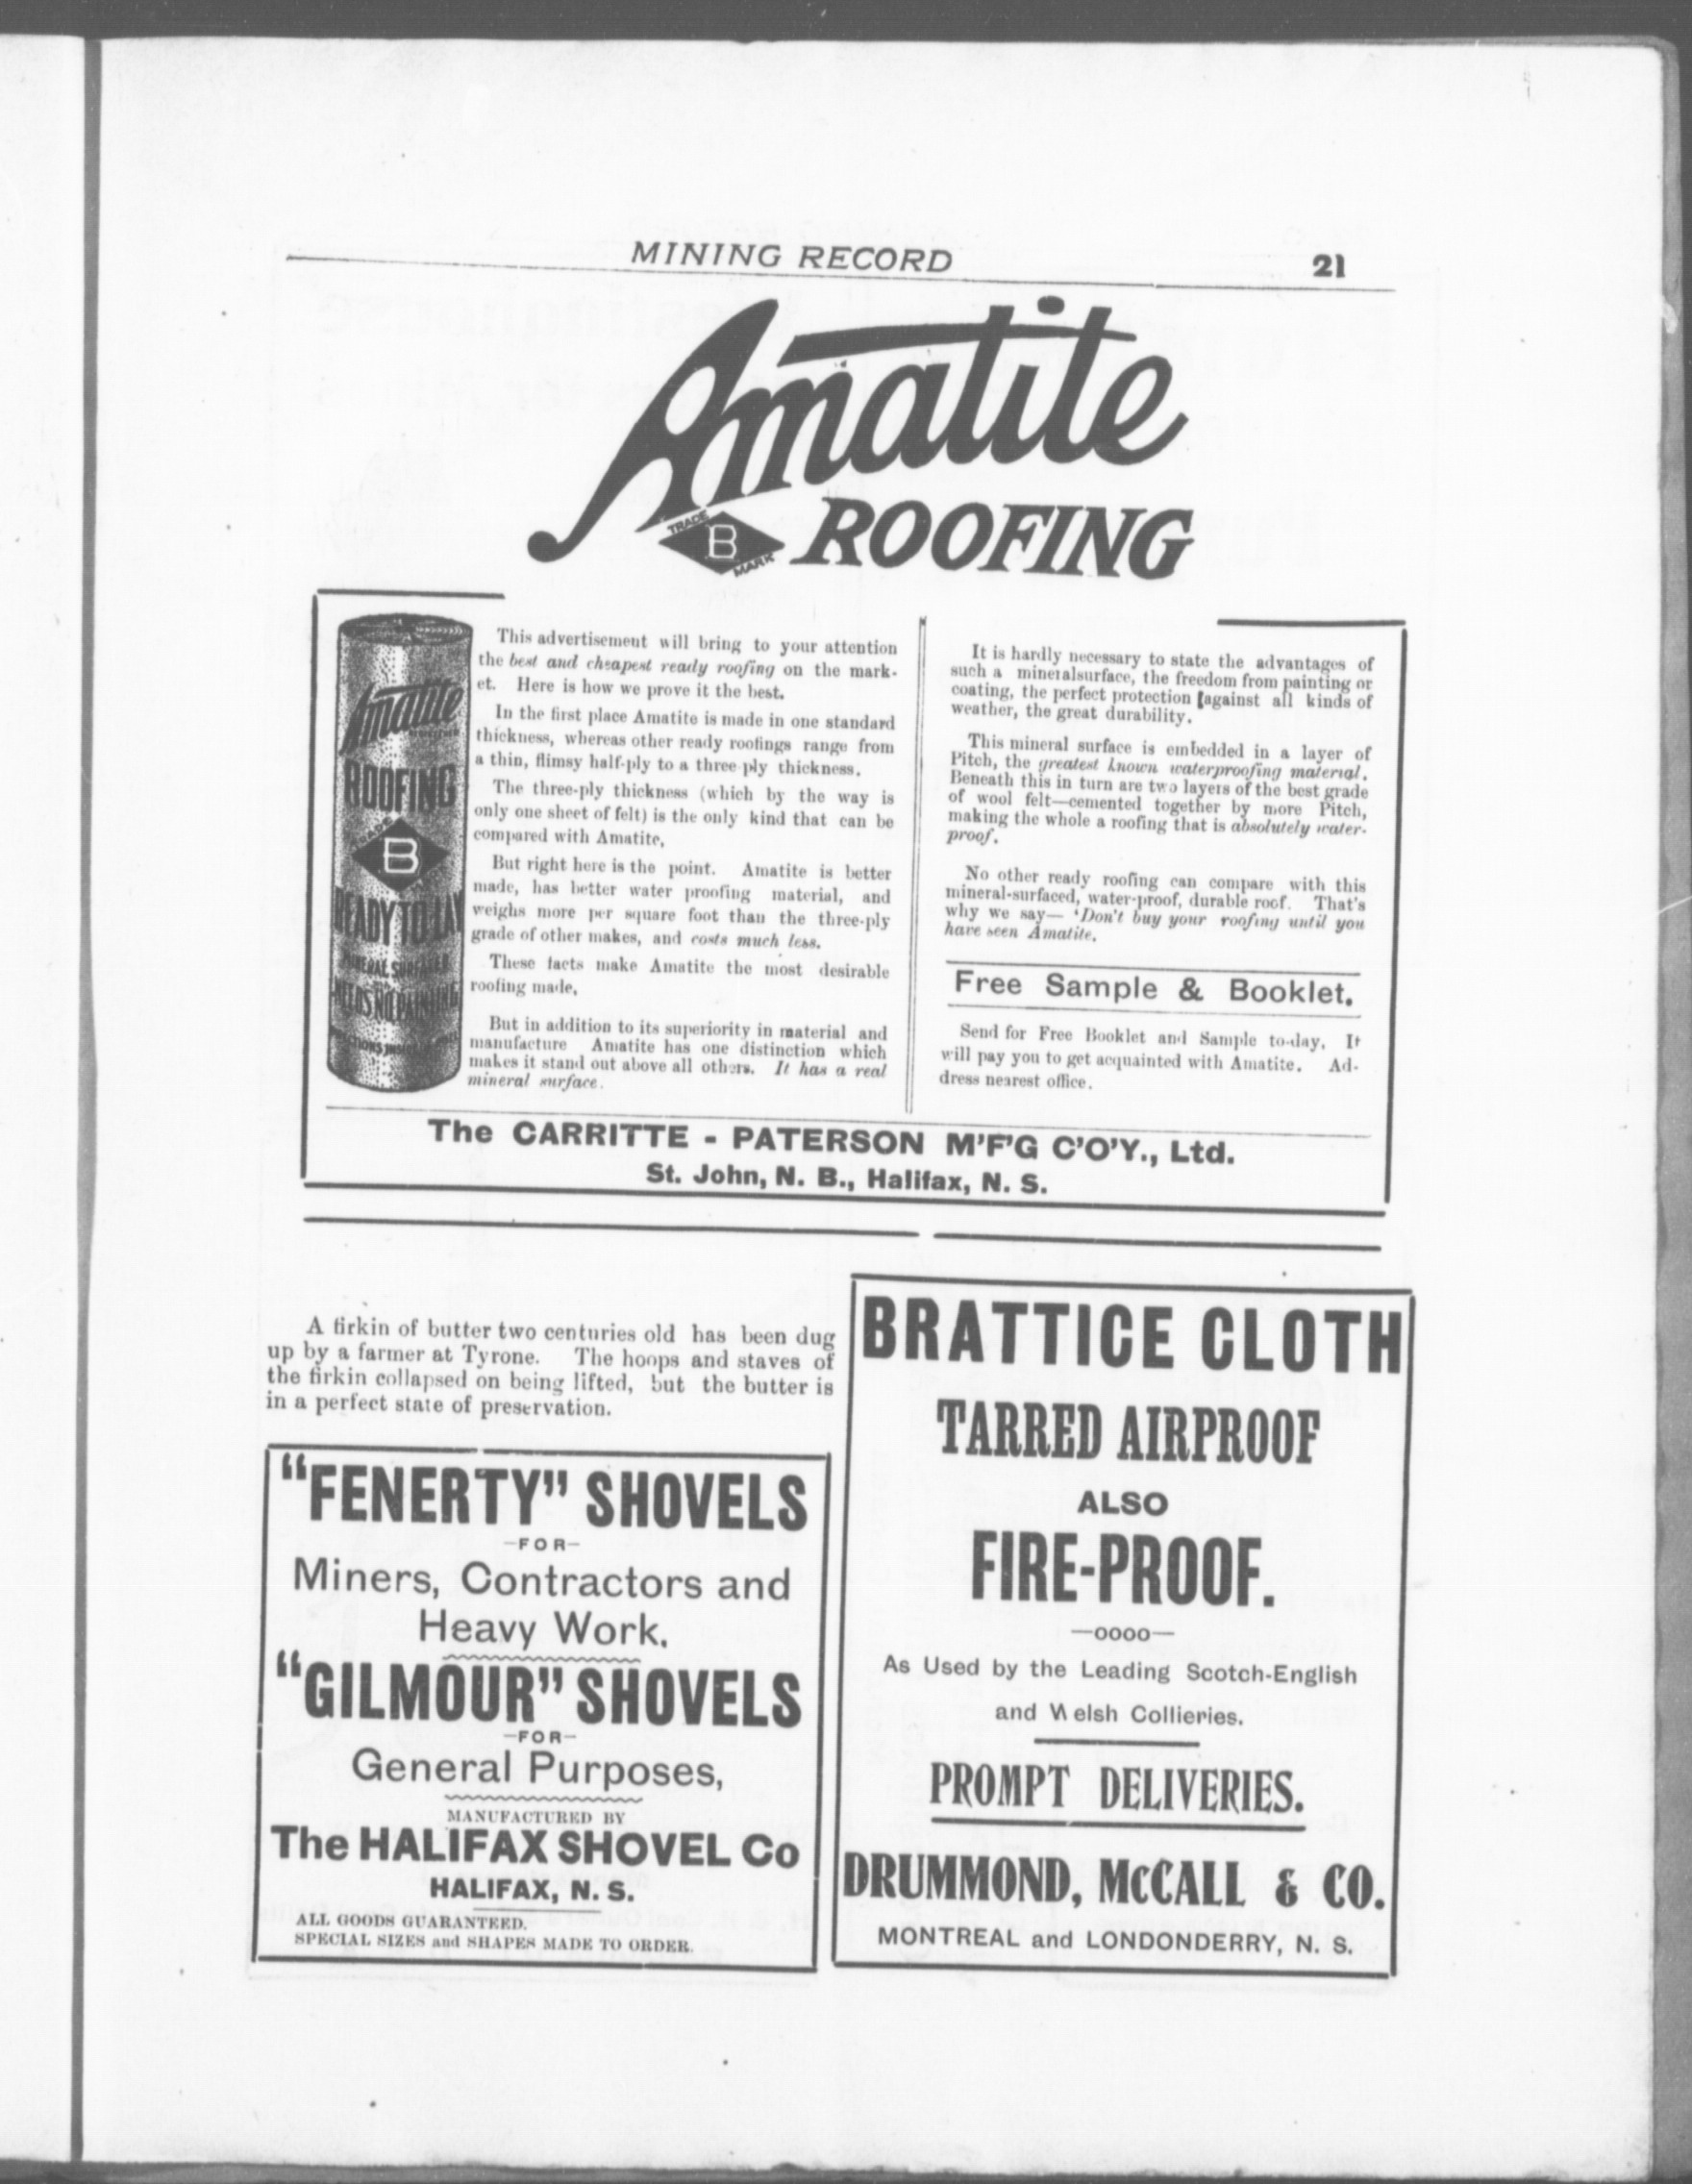 MINING RECORD 21
Amatite
TRADE B MARK ROOFING
Amatite
ROOFING
B
READY TO LAY
MINERAL SURFACED
NEEDS NO PAINTING
This advertisement will bring to your attention
the best and cheapest ready roofing on the mark-
et. Here is how we prove it the best.
In the first place Amatite is made in one standard
thickness, whereas other ready roofings range from
a thin, flimsy half-ply to a three ply thickness.
The three-ply thickness (which by the way is
only one sheet of felt) is the only kind that can be
compared with Amatite,
But right here is the point. Amatite is better
made, has better water proofing material, and
weighs more per square foot than the three-ply
grade of other makes, and costs much less.
These facts make Amatite the most desirable
roofing made,
But in addition to its superiority in material and
manufacture Amatite has one distinction which
makes it stand out above all others. It has a real
mineral surface.
It is hardly necessary to state the advantages of
such a mineralsurface, the freedom from painting or
coating, the perfect protection [against all kinds of
weather, the great durability.
This mineral surface is embedded in a layer of
Pitch, the greatest known waterproofing material.
Beneath this in turn are two layers of the best grade
of wool felt—cemented together by more Pitch,
making the whole a roofing that is absolutely water-
proof.
No other ready roofing can compare with this
mineral-surfaced, water-proof, durable roof. That's
why we say— 'Don't buy your roofing until you
have seen Amatite.
Free Sample & Booklet.
Send for Free Booklet and Sample to-day. It
will pay you to get acquainted with Amatite. Ad-
dress nearest office.
The CARRITTE - PATERSON M'F'G C'O'Y., Ltd.
St. John, N. B., Halifax, N. S.
A firkin of butter two centuries old has been dug
up by a farmer at Tyrone. The hoops and staves of
the firkin collapsed on being lifted, but the butter is
in a perfect state of preservation.
"FENERTY" SHOVELS
—FOR—
Miners, Contractors and
Heavy Work.
"GILMOUR" SHOVELS
—FOR—
General Purposes,
MANUFACTURED BY
The HALIFAX SHOVEL Co
HALIFAX, N. S.
ALL GOODS GUARANTEED.
SPECIAL SIZES and SHAPES MADE TO ORDER.
BRATTICE CLOTH
TARRED AIRPROOF
ALSO
FIRE-PROOF.
—oooo—
As Used by the Leading Scotch-English
and Welsh Collieries.
PROMPT DELIVERIES.
DRUMMOND, McCALL & CO.
MONTREAL and LONDONDERRY, N. S.